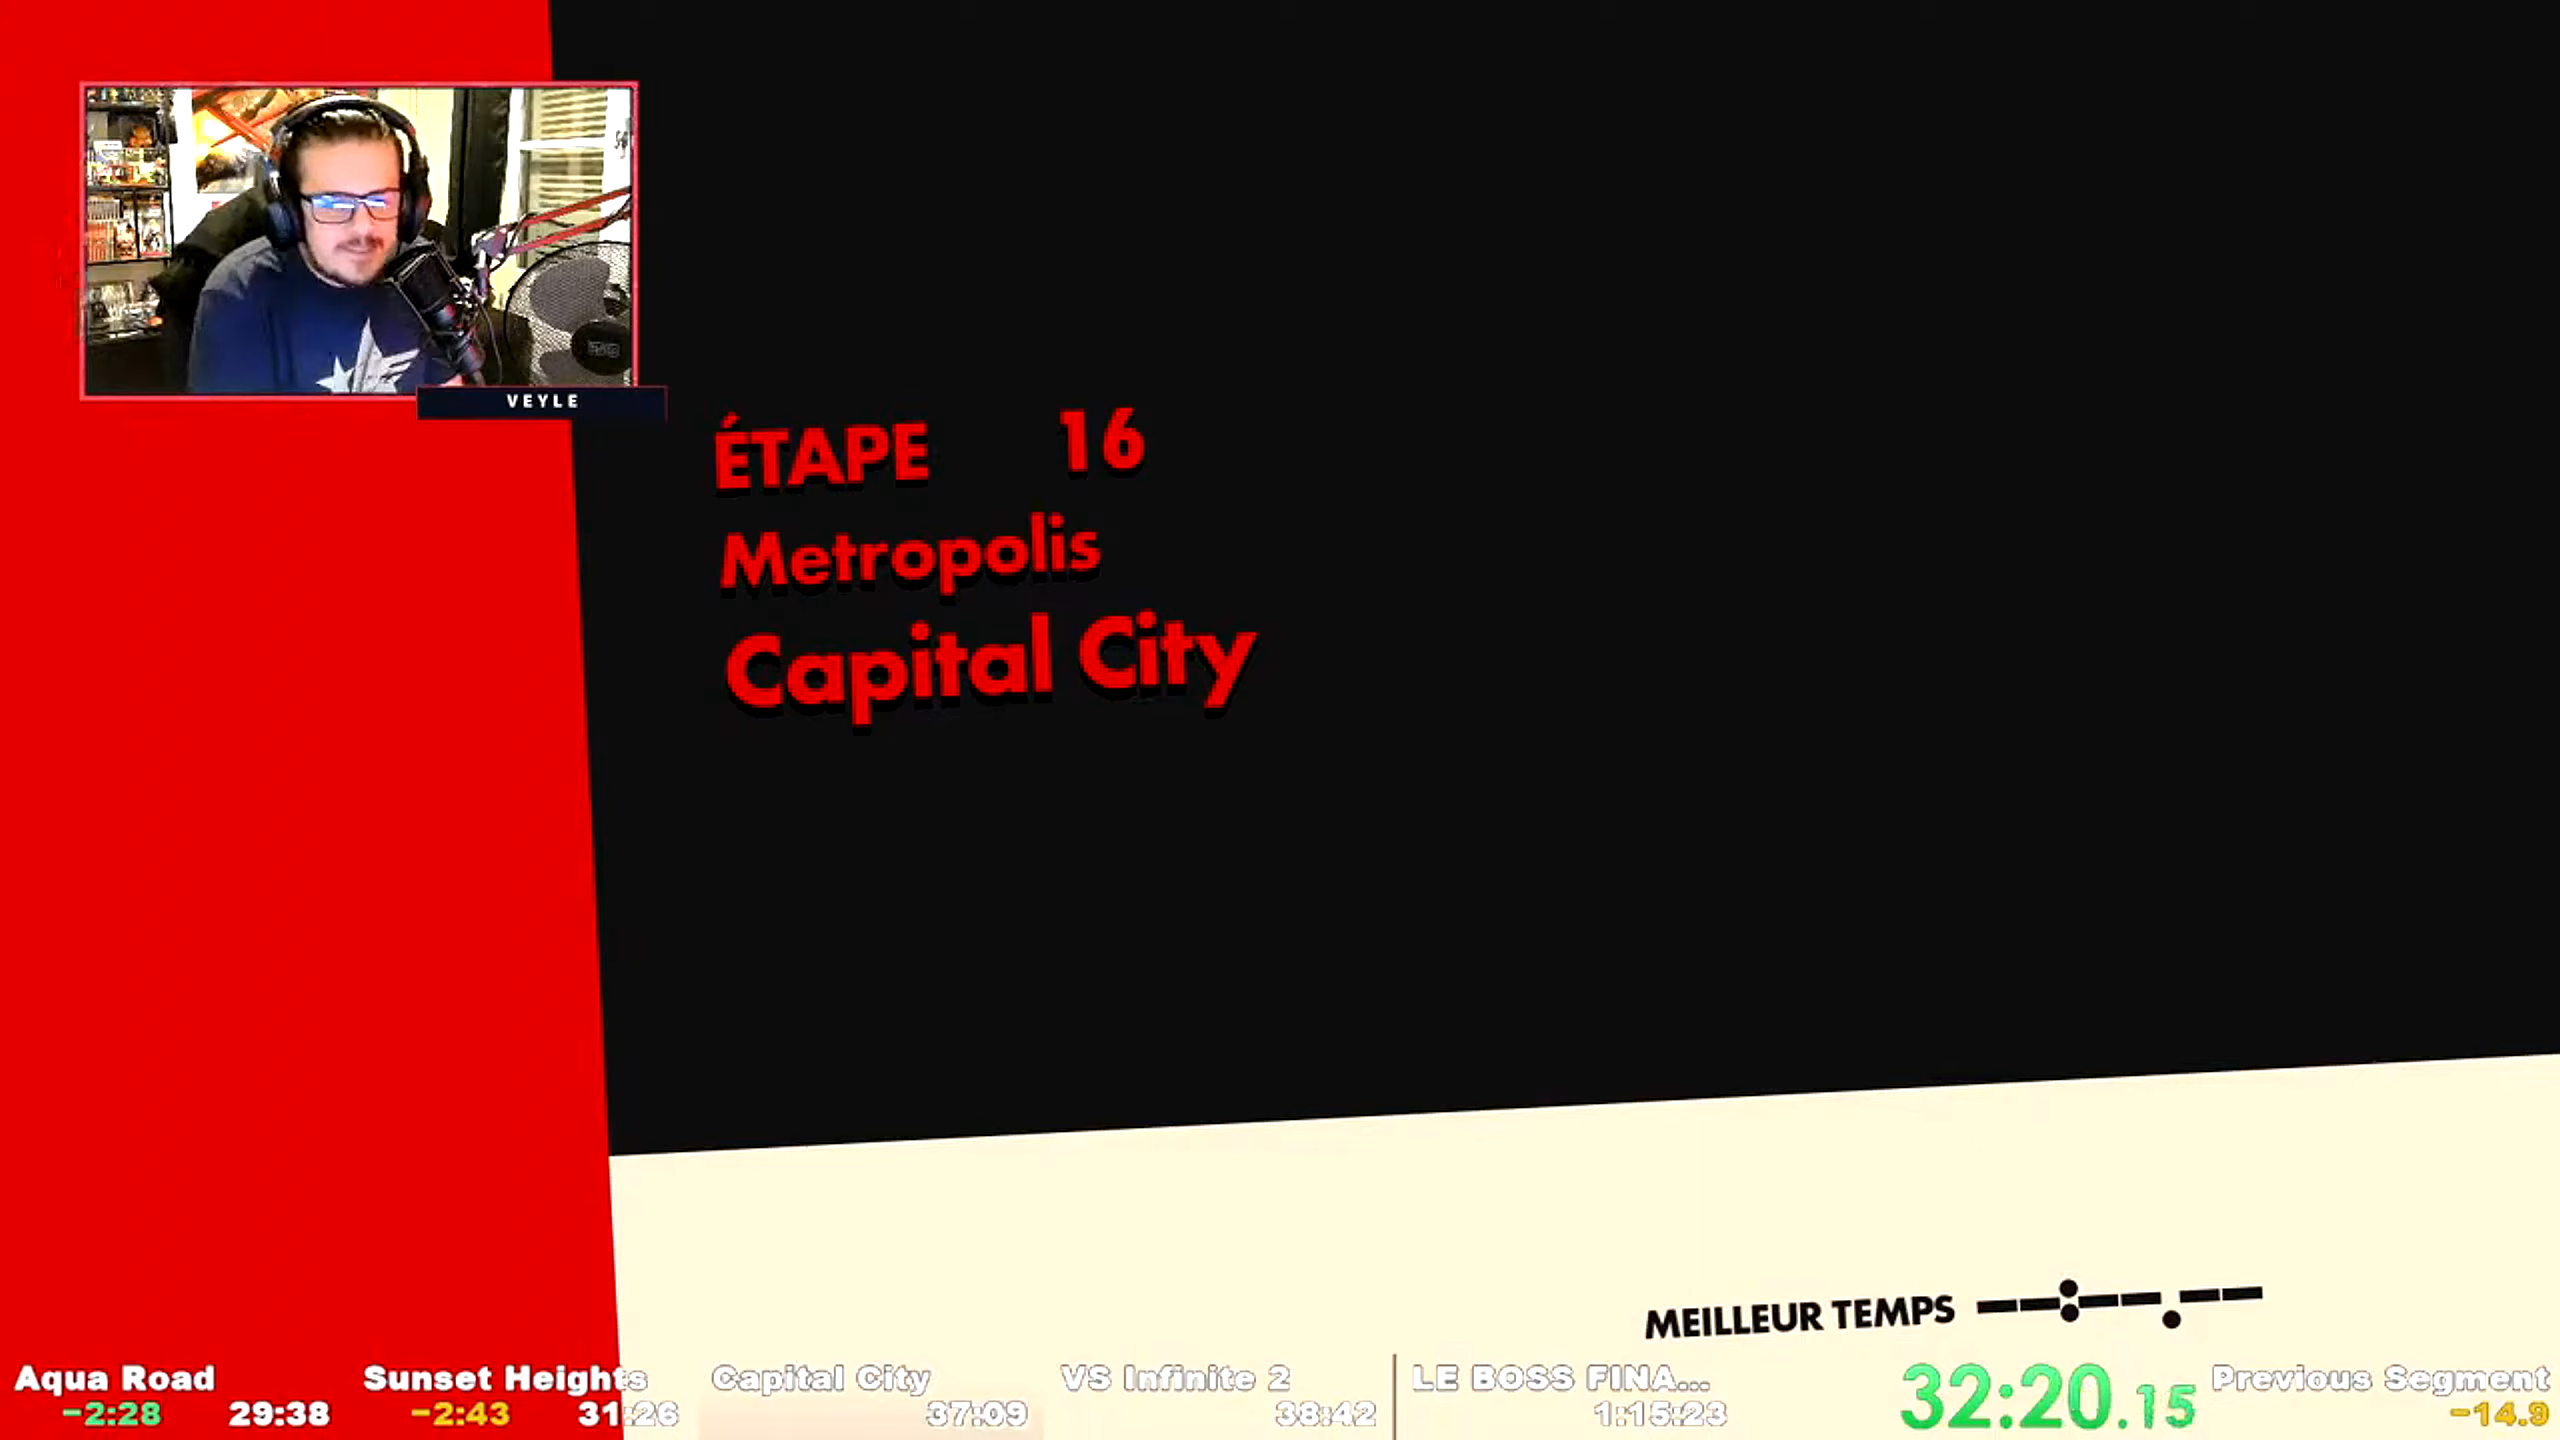 VEYLE
ÉTAPE 16
Metropolis
Capital City
MEILLEUR TEMPS --:--.--
Aqua Road
-2:28 29:38
Sunset Heights
-2:43 31:26
Capital City
37:09
VS Infinite 2
38:42
LE BOSS FINA...
1:15:23
32:20.15
Previous Segment
-14.9